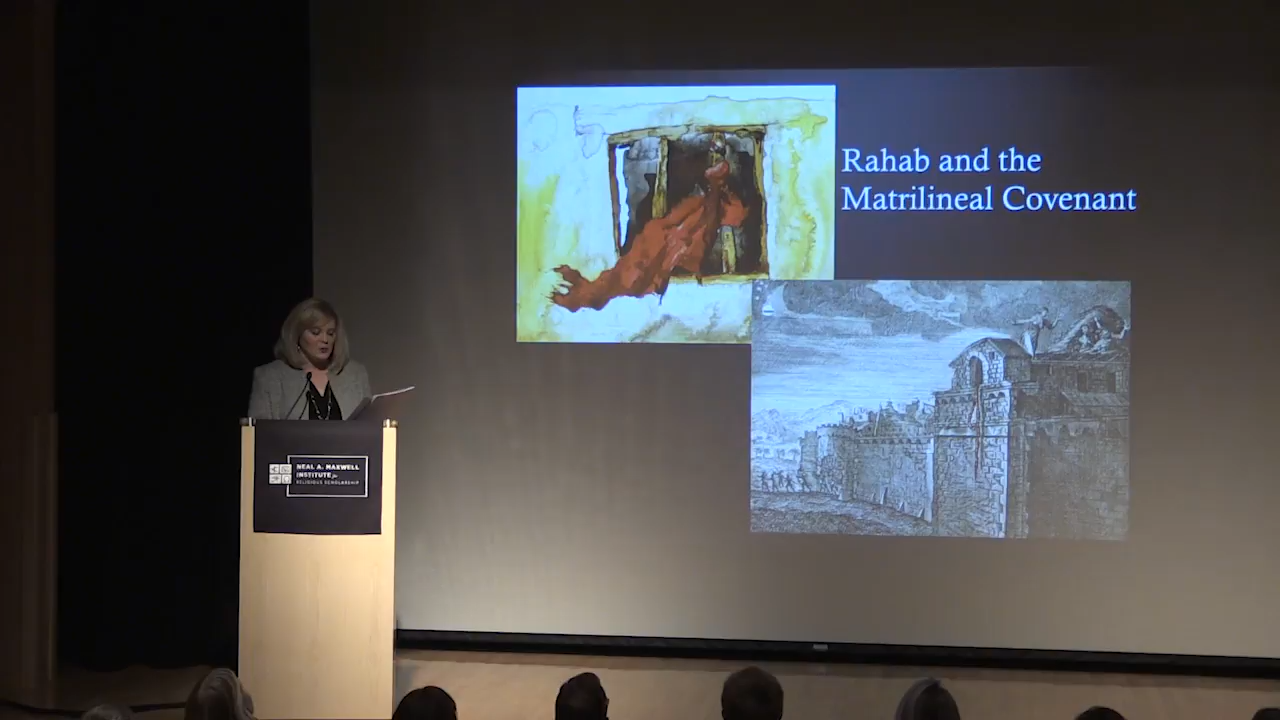 Rahab and the
Matrilineal Covenant
NEAL A. MAXWELL
INSTITUTE for
RELIGIOUS SCHOLARSHIP